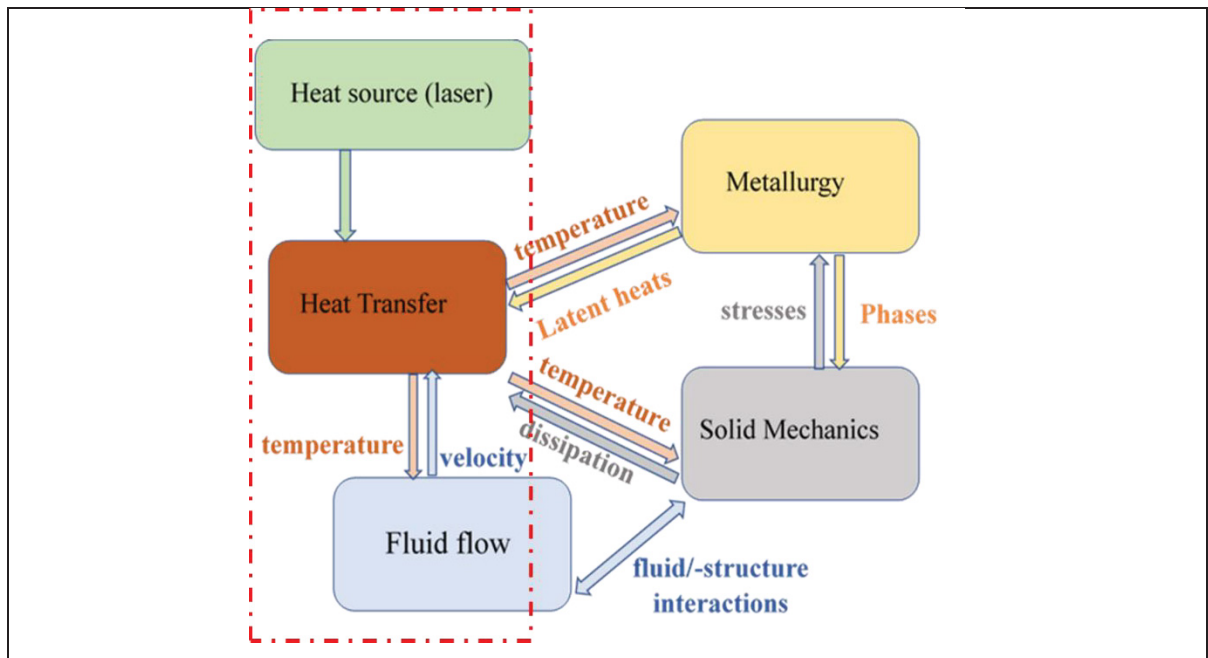 Heat source (laser)
Metallurgy
temperature
Heat Transfer
Latent heats
stresses
Phases
temperature
Solid Mechanics
dissipation
temperature
velocity
Fluid flow
fluid/-structure
interactions